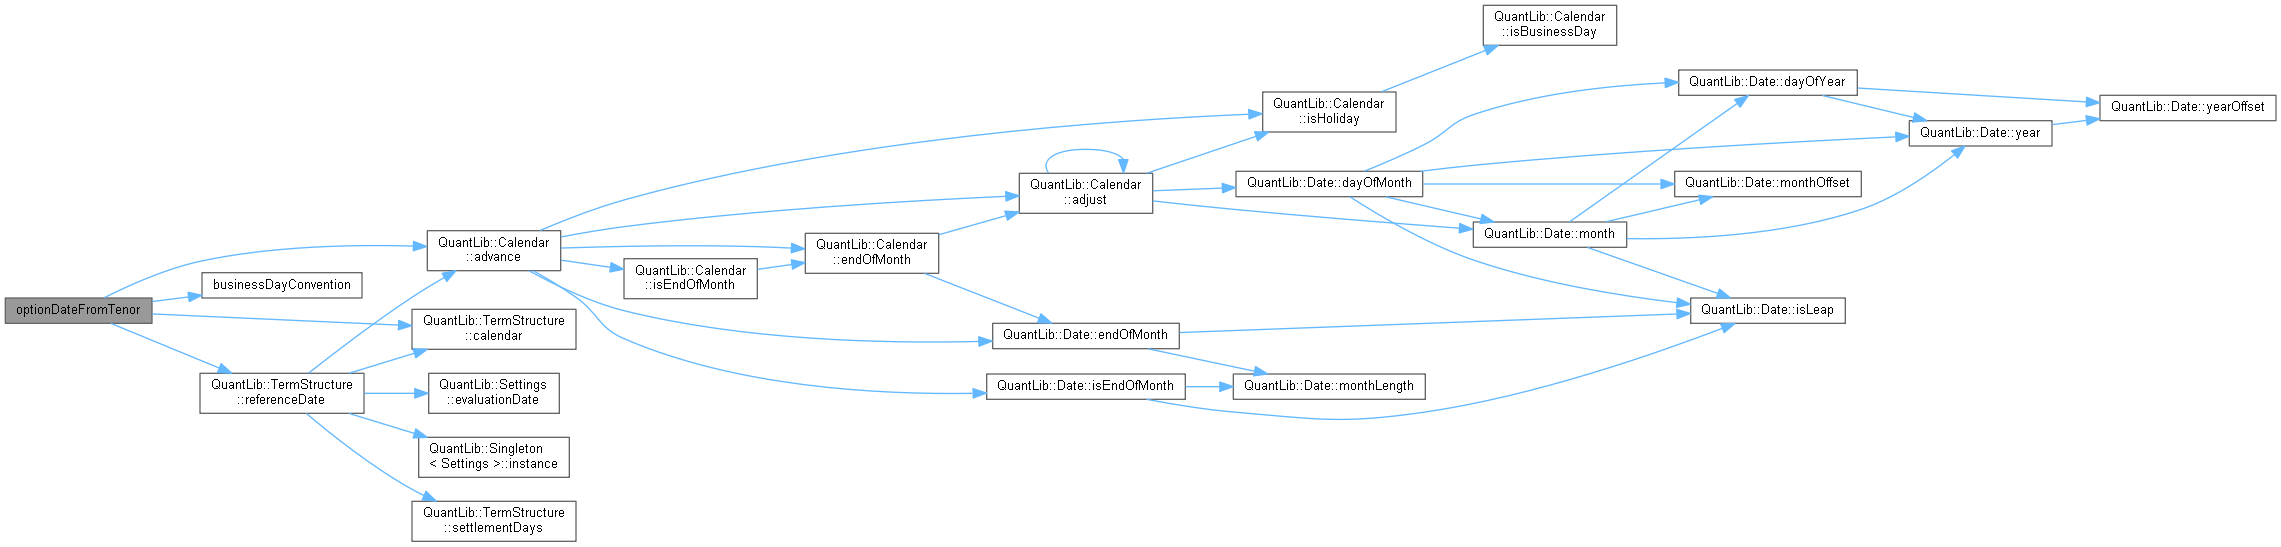 optionDateFromTenor
QuantLib::Calendar
::advance
businessDayConvention
QuantLib::TermStructure
::calendar
QuantLib::TermStructure
::referenceDate
QuantLib::Settings
::evaluationDate
QuantLib::Singleton
< Settings >::instance
QuantLib::TermStructure
::settlementDays
QuantLib::Calendar
::isEndOfMonth
QuantLib::Calendar
::endOfMonth
QuantLib::Calendar
::adjust
QuantLib::Date::endOfMonth
QuantLib::Date::isEndOfMonth
QuantLib::Calendar
::isHoliday
QuantLib::Date::dayOfMonth
QuantLib::Date::monthLength
QuantLib::Calendar
::isBusinessDay
QuantLib::Date::month
QuantLib::Date::dayOfYear
QuantLib::Date::monthOffset
QuantLib::Date::isLeap
QuantLib::Date::year
QuantLib::Date::yearOffset